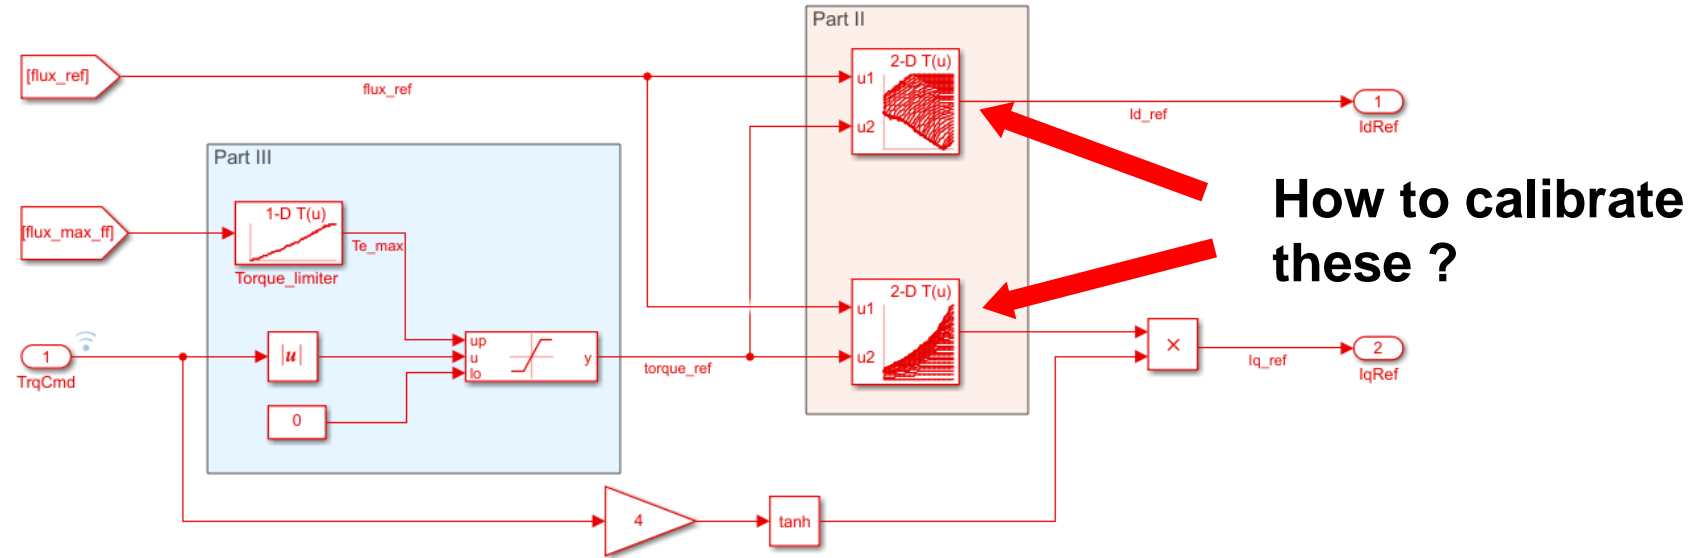 Part II
[flux_ref]
flux_ref
2-D T(u)
u1
u2
Id_ref
1
IdRef
Part III
[flux_max_ff]
1-D T(u)
Te_max
Torque_limiter
How to calibrate
these ?
2-D T(u)
u1
u2
1
TrqCmd
|u|
up
u
lo
y
torque_ref
0
×
Iq_ref
2
IqRef
4
tanh